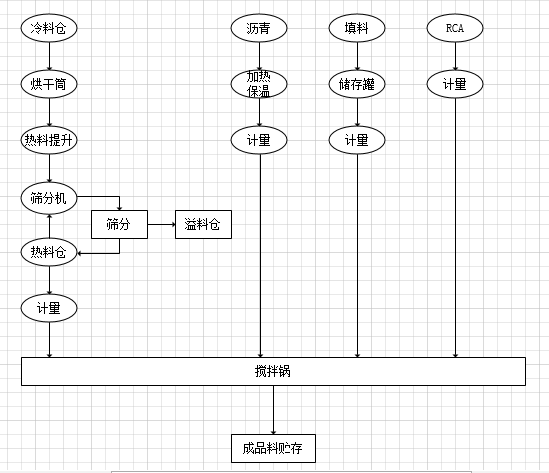 冷料仓
沥青
填料
RCA
烘干筒
加热
保温
储存罐
计量
热料提升
计量
计量
筛分机
筛分
溢料仓
热料仓
计量
搅拌锅
成品料贮存